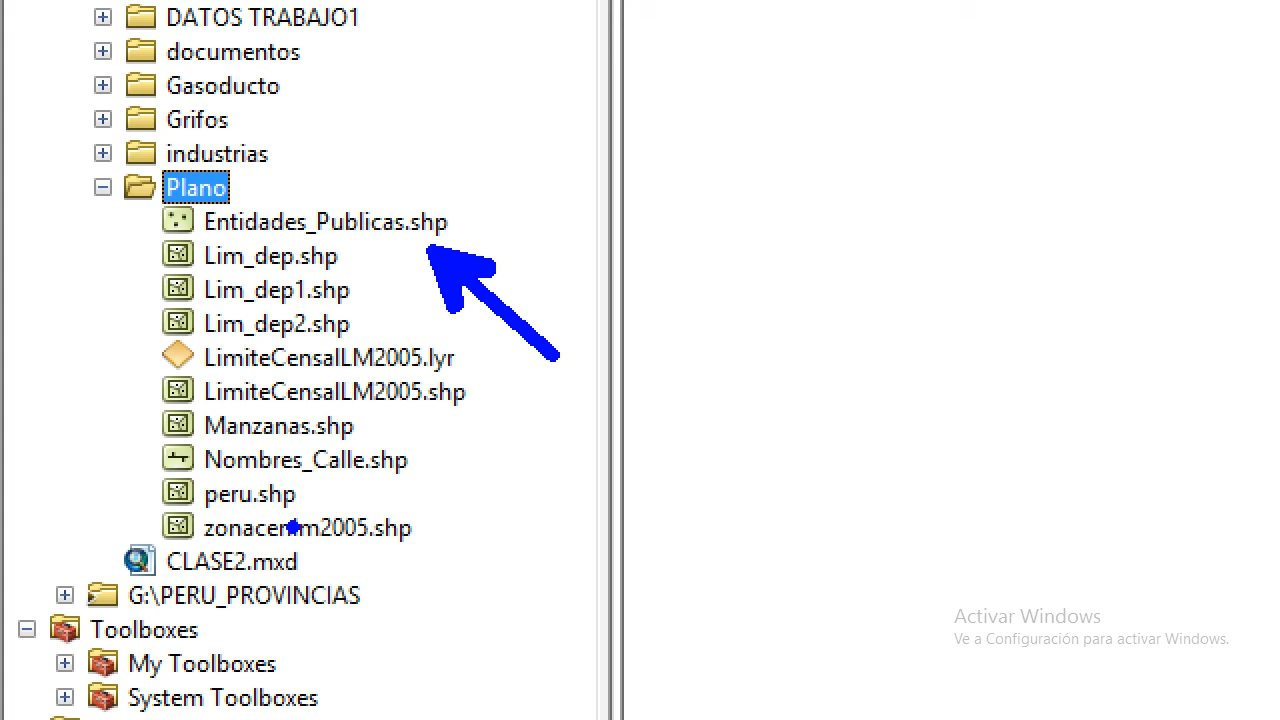 DATOS TRABAJO1
documentos
Gasoducto
Grifos
industrias
Plano
Entidades_Publicas.shp
Lim_dep.shp
Lim_dep1.shp
Lim_dep2.shp
LimiteCensalLM2005.lyr
LimiteCensalLM2005.shp
Manzanas.shp
Nombres_Calle.shp
peru.shp
CLASE2.mxd
G:\PERU_PROVINCIAS
Toolboxes
My Toolboxes
System Toolboxes
Activar Windows
Ve a Configuración para activar Windows.